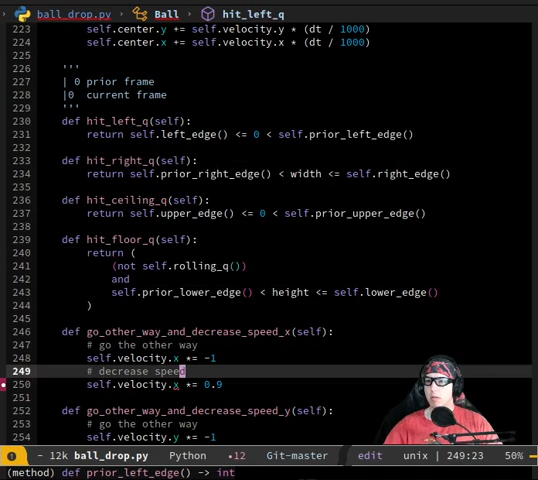 ball_drop.py › Ball › hit_left_q
223 self.center.y += self.velocity.y * (dt / 1000)
224 self.center.x += self.velocity.x * (dt / 1000)
225
226 '''
227 | 0 prior frame
228 |0 current frame
229 '''
230 def hit_left_q(self):
231 return self.left_edge() <= 0 < self.prior_left_edge()
232
233 def hit_right_q(self):
234 return self.prior_right_edge() < width <= self.right_edge()
235
236 def hit_ceiling_q(self):
237 return self.upper_edge() <= 0 < self.prior_upper_edge()
238
239 def hit_floor_q(self):
240 return (
241 (not self.rolling_q())
242 and
243 self.prior_lower_edge() < height <= self.lower_edge()
244 )
245
246 def go_other_way_and_decrease_speed_x(self):
247 # go the other way
248 self.velocity.x *= -1
249 # decrease speed
250 self.velocity.x *= 0.9
251
252 def go_other_way_and_decrease_speed_y(self):
253 # go the other way
254 self.velocity.y *= -1
- 12k ball_drop.py Python •12 Git-master edit unix | 249:23 50%
(method) def prior_left_edge() -> int